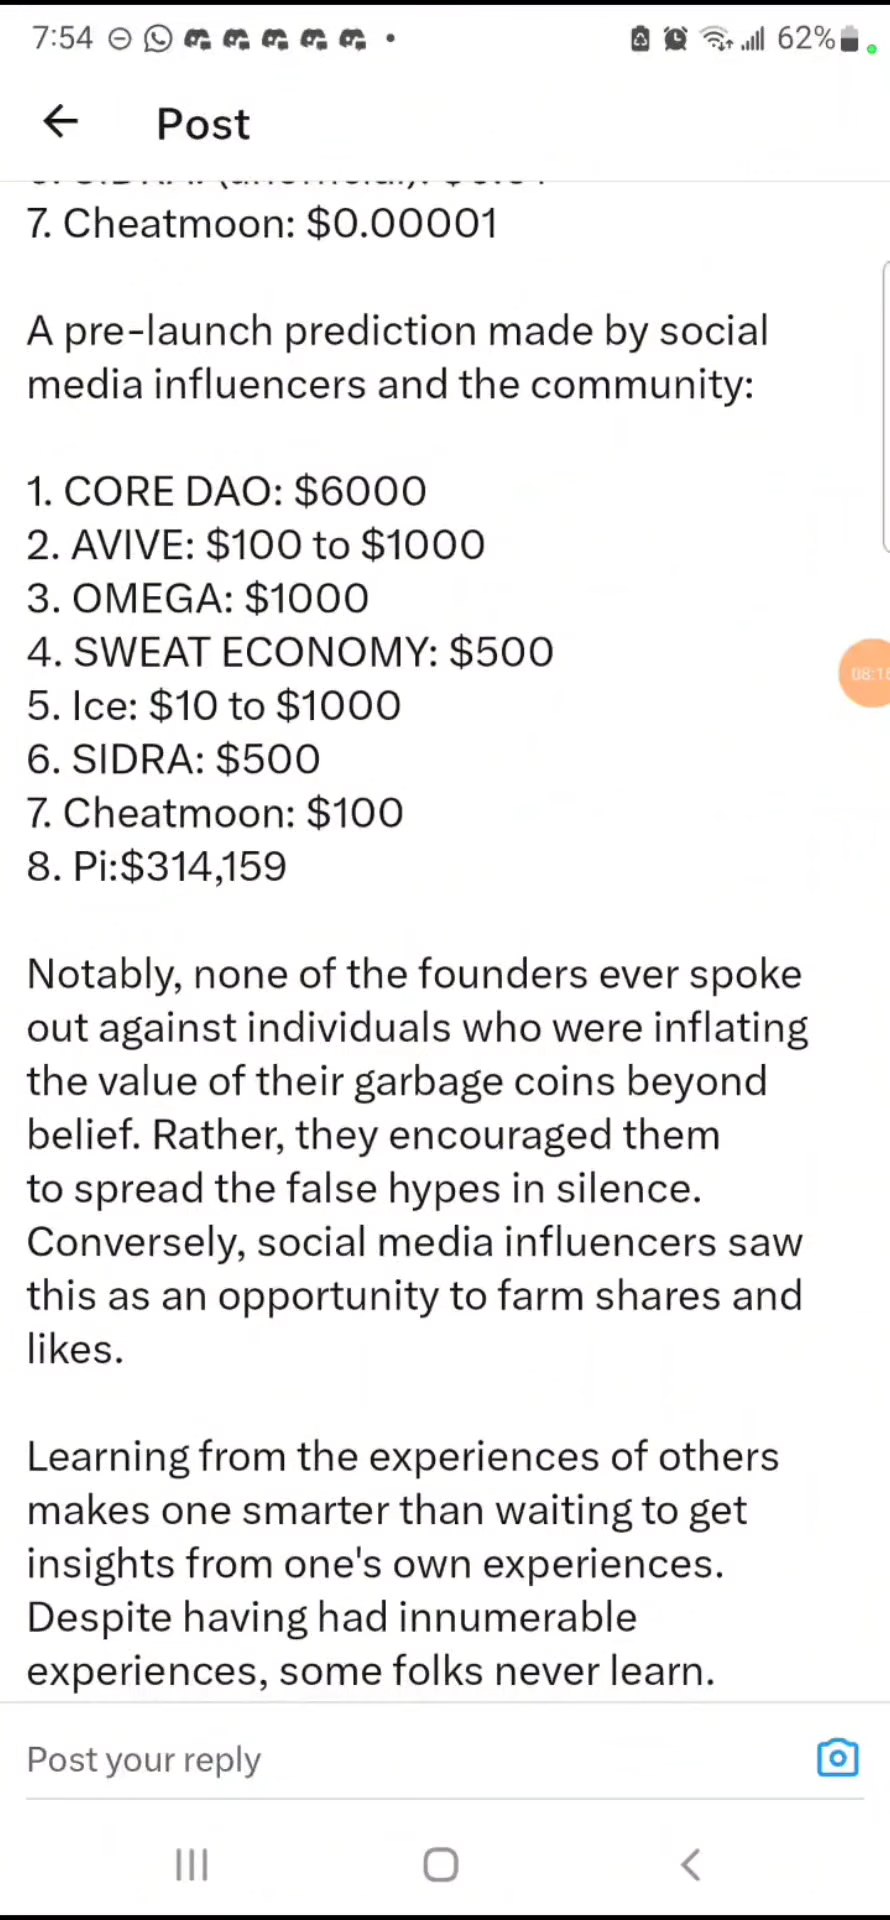 7:54
62%
Post
7. Cheatmoon: $0.00001
A pre-launch prediction made by social
media influencers and the community:
1. CORE DAO: $6000
2. AVIVE: $100 to $1000
3. OMEGA: $1000
4. SWEAT ECONOMY: $500
5. Ice: $10 to $1000
6. SIDRA: $500
7. Cheatmoon: $100
8. Pi:$314,159
Notably, none of the founders ever spoke
out against individuals who were inflating
the value of their garbage coins beyond
belief. Rather, they encouraged them
to spread the false hypes in silence.
Conversely, social media influencers saw
this as an opportunity to farm shares and
likes.
Learning from the experiences of others
makes one smarter than waiting to get
insights from one's own experiences.
Despite having had innumerable
experiences, some folks never learn.
Post your reply